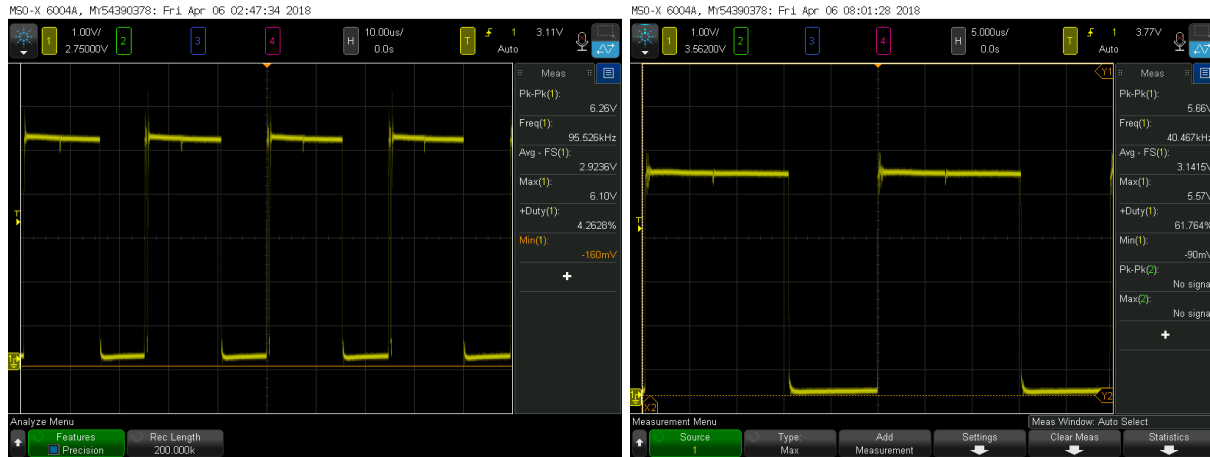 MSO-X 6004A, MY54390378: Fri Apr 06 02:47:34 2018
1 1.00V/ 2.75000V 2 3 4 H 10.00us/ 0.0s T 1 3.11V Auto
Meas
Pk-Pk(1):
6.26V
Freq(1):
95.526kHz
Avg - FS(1):
2.9236V
Max(1):
6.10V
+Duty(1):
4.2628%
Min(1):
-160mV
T
Analyze Menu
Features
Precision
Rec Length
200.000k
MSO-X 6004A, MY54390378: Fri Apr 06 08:01:28 2018
1 1.00V/ 3.56200V 2 3 4 H 5.000us/ 0.0s T 1 3.77V Auto
Y1
Meas
Pk-Pk(1):
5.66V
Freq(1):
40.467kHz
Avg - FS(1):
3.1415V
Max(1):
5.57V
+Duty(1):
61.764%
Min(1):
-90mV
Pk-Pk(2):
No signa
Max(2):
No signa
T
X2
Y2
Measurement Menu
Meas Window: Auto Select
Source
1
Type:
Max
Add
Measurement
Settings
Clear Meas
Statistics